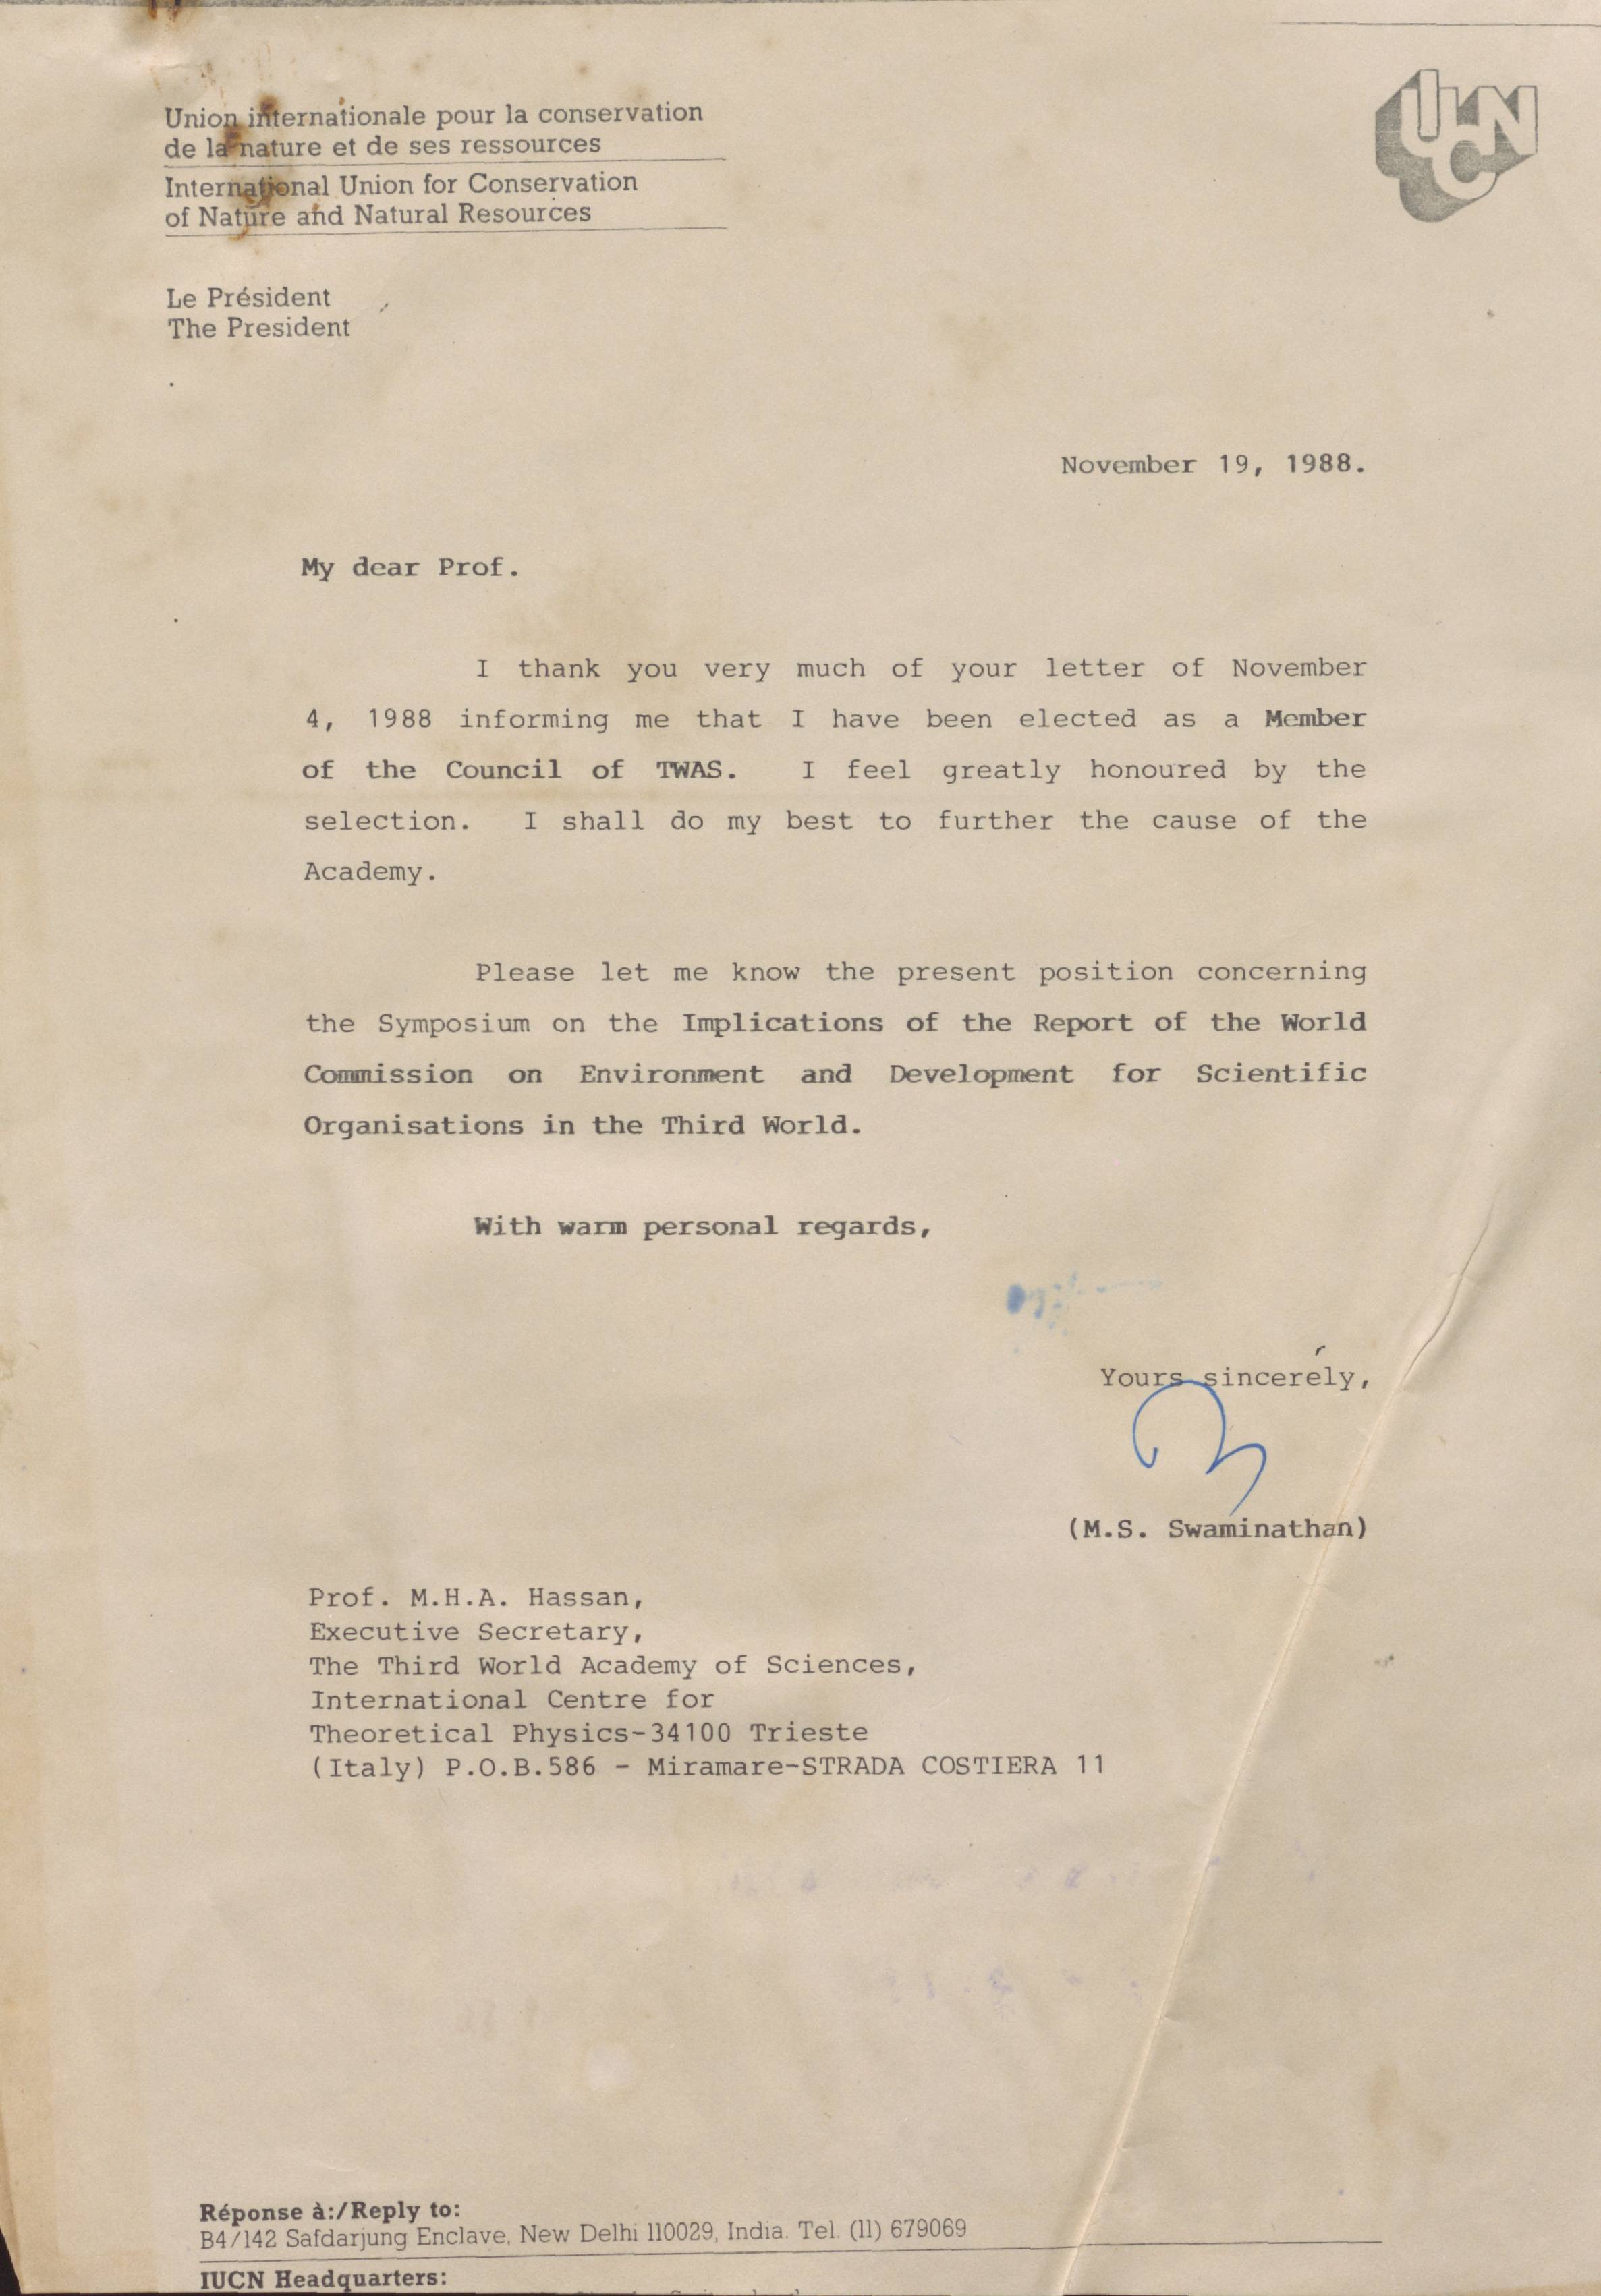 Union internationale pour la conservation
de la nature et de ses ressources
International Union for Conservation
of Nature and Natural Resources
IUCN
Le Président
The President
November 19, 1988.
My dear Prof.
I thank you very much of your letter of November
4, 1988 informing me that I have been elected as a Member
of the Council of TWAS. I feel greatly honoured by the
selection. I shall do my best to further the cause of the
Academy.
Please let me know the present position concerning
the Symposium on the Implications of the Report of the World
Commission on Environment and Development for Scientific
Organisations in the Third World.
With warm personal regards,
Yours sincerely,
(M.S. Swaminathan)
Prof. M.H.A. Hassan,
Executive Secretary,
The Third World Academy of Sciences,
International Centre for
Theoretical Physics-34100 Trieste
(Italy) P.O.B.586 - Miramare-STRADA COSTIERA 11
Réponse à:/Reply to:
B4/142 Safdarjung Enclave, New Delhi 110029, India. Tel. (11) 679069
IUCN Headquarters: